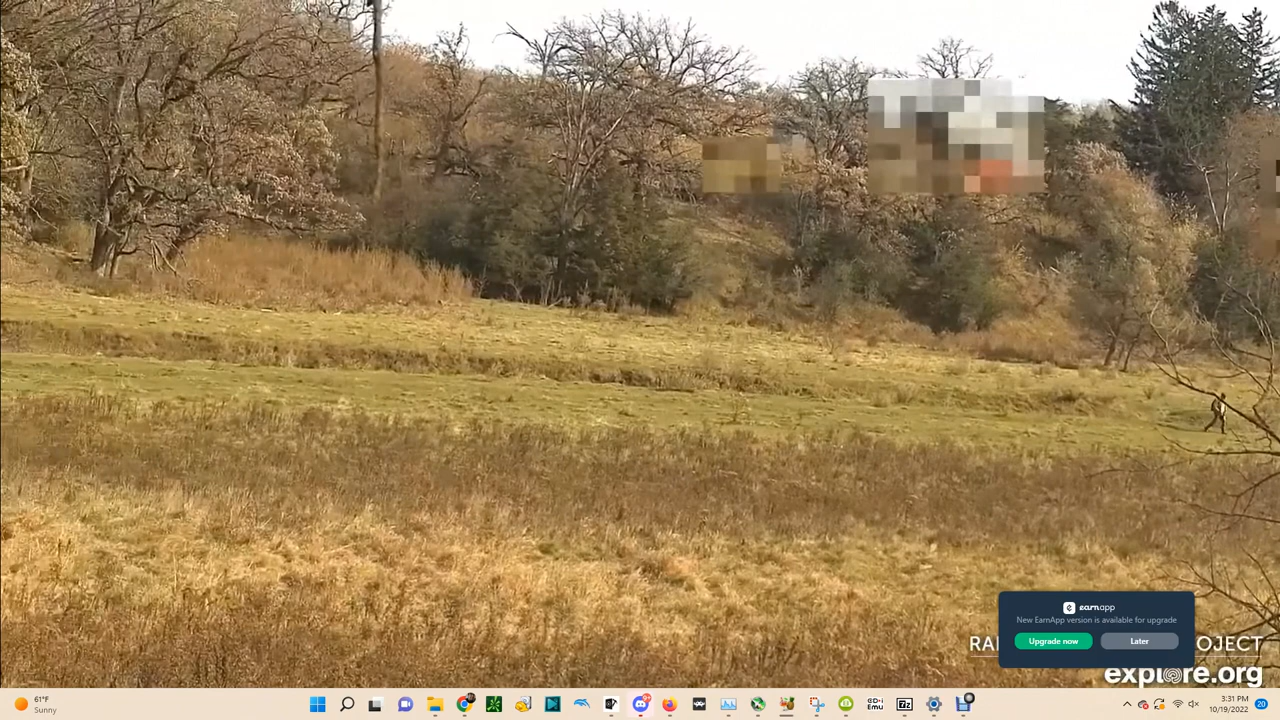 earnapp
New EarnApp version is available for upgrade
Upgrade now
Later
OJECT
explore.org
61°F
Sunny
3:31 PM
10/19/2022
20